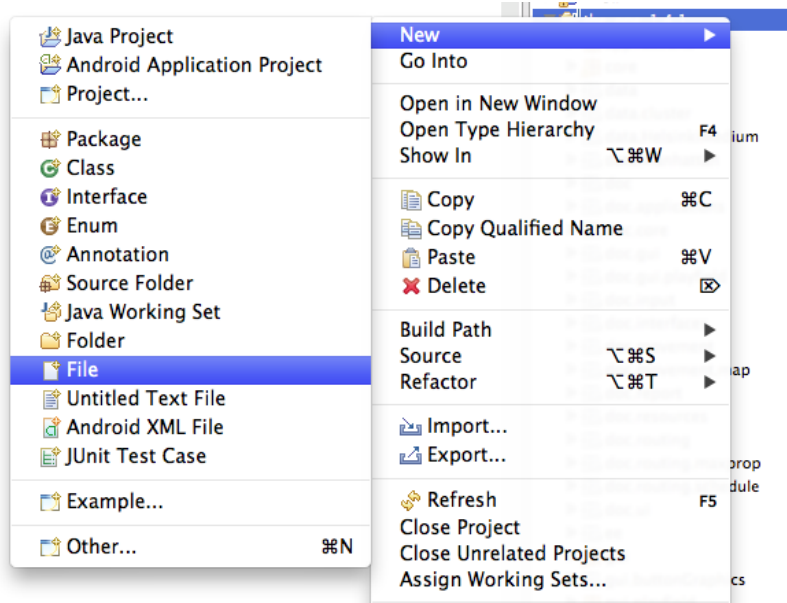 Java Project
Android Application Project
Project...
Package
Class
Interface
Enum
Annotation
Source Folder
Java Working Set
Folder
File
Untitled Text File
Android XML File
JUnit Test Case
Example...
Other... ⌘N
New ▶
Go Into
Open in New Window
Open Type Hierarchy F4
Show In ⌥⌘W ▶
Copy ⌘C
Copy Qualified Name
Paste ⌘V
Delete ⌦
Build Path ▶
Source ⌥⌘S ▶
Refactor ⌥⌘T ▶
Import...
Export...
Refresh F5
Close Project
Close Unrelated Projects
Assign Working Sets...